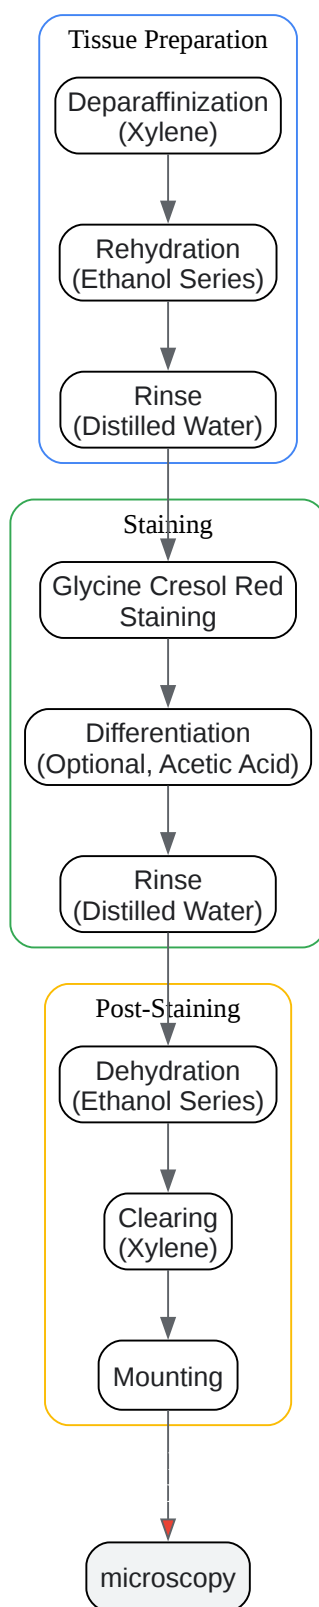 Tissue Preparation
Deparaffinization
(Xylene)
Rehydration
(Ethanol Series)
Rinse
(Distilled Water)
Staining
Glycine Cresol Red
Staining
Differentiation
(Optional, Acetic Acid)
Rinse
(Distilled Water)
Post-Staining
Dehydration
(Ethanol Series)
Clearing
(Xylene)
Mounting
microscopy